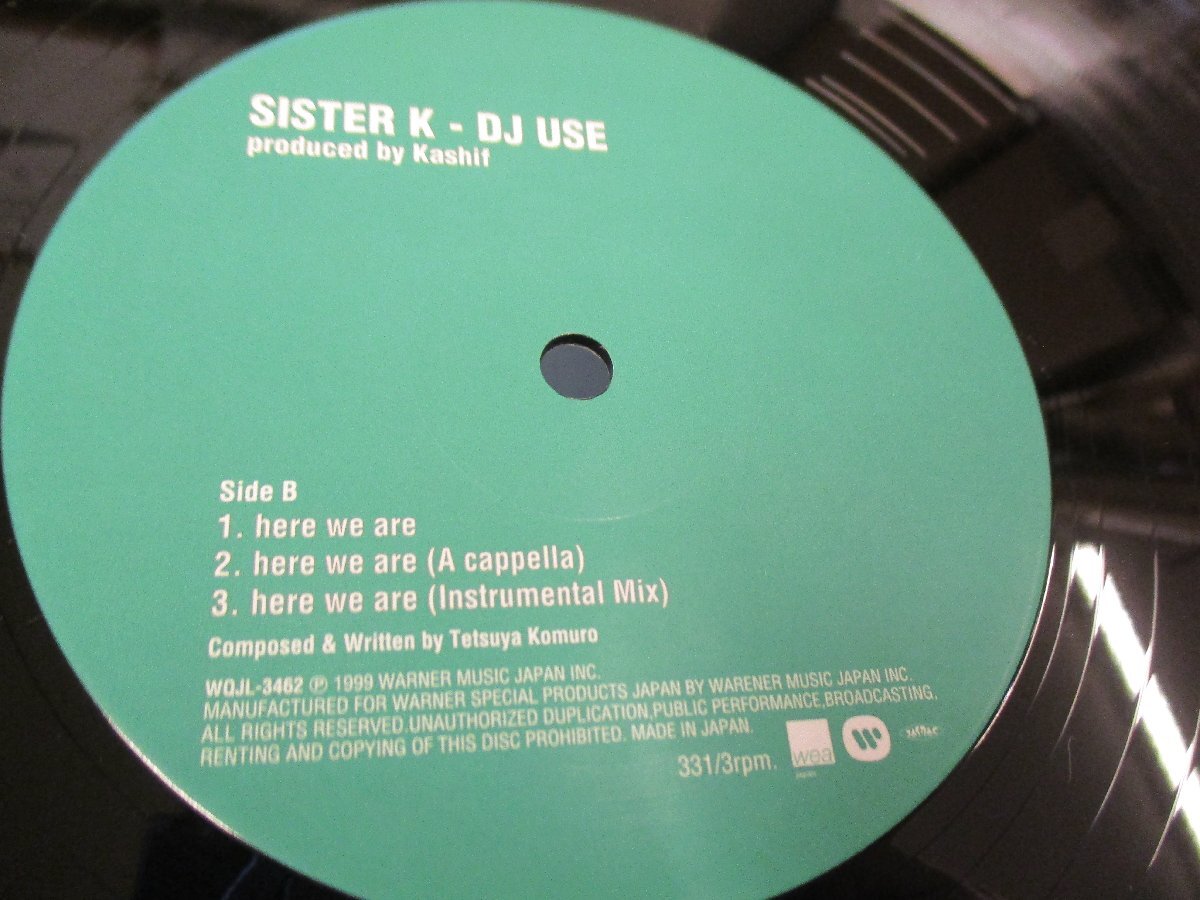 SISTER K - DJ USE
produced by Kashif
Side B
1. here we are
2. here we are (A cappella)
3. here we are (Instrumental Mix)
Composed & Written by Tetsuya Komuro
WQJL-3462 Ⓟ 1999 WARNER MUSIC JAPAN INC.
MANUFACTURED FOR WARNER SPECIAL PRODUCTS JAPAN BY WARENER MUSIC JAPAN INC.
ALL RIGHTS RESERVED.UNAUTHORIZED DUPLICATION,PUBLIC PERFORMANCE,BROADCASTING.
RENTING AND COPYING OF THIS DISC PROHIBITED. MADE IN JAPAN.
331/3rpm.
wea
japan
JASRAC